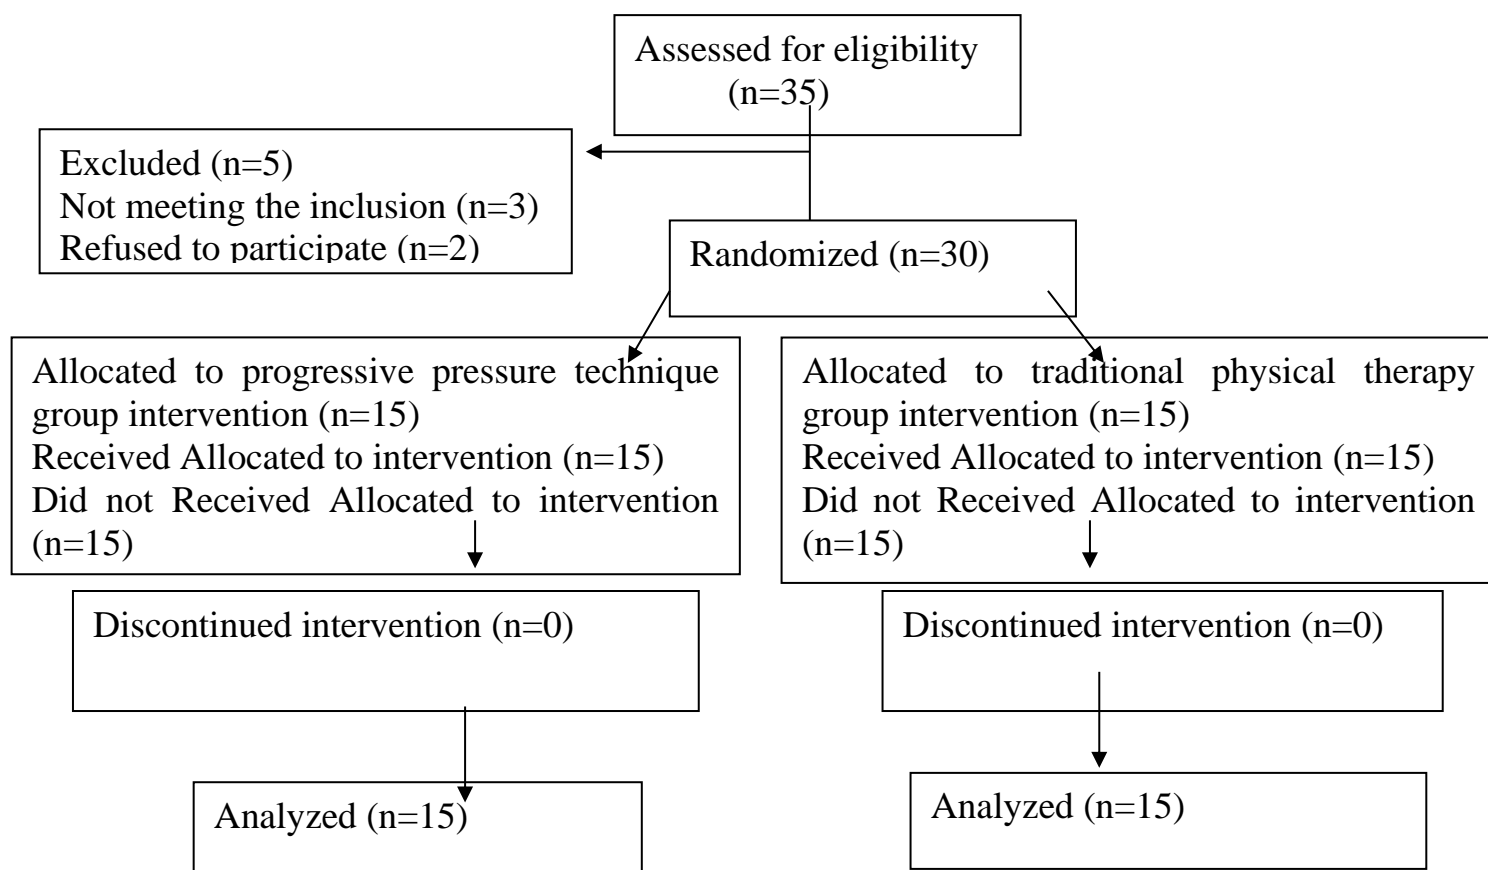 Assessed for eligibility
(n=35)
Excluded (n=5)
Not meeting the inclusion (n=3)
Refused to participate (n=2)
Randomized (n=30)
Allocated to progressive pressure technique
group intervention (n=15)
Received Allocated to intervention (n=15)
Did not Received Allocated to intervention
(n=15)
Allocated to traditional physical therapy
group intervention (n=15)
Received Allocated to intervention (n=15)
Did not Received Allocated to intervention
(n=15)
Discontinued intervention (n=0)
Discontinued intervention (n=0)
Analyzed (n=15)
Analyzed (n=15)